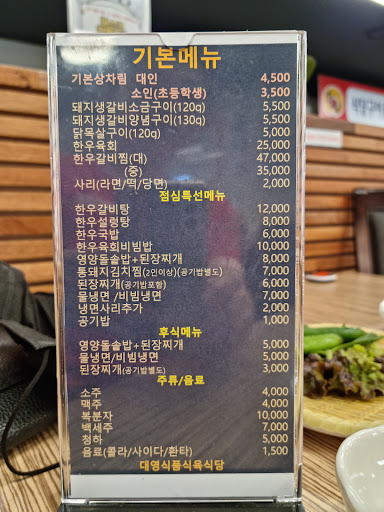 기본메뉴
기본상차림 대인 4,500
소인(초등학생) 3,500
돼지생갈비소금구이(120g) 5,500
돼지생갈비양념구이(130g) 5,500
닭목살구이(120g) 5,000
한우육회 25,000
한우갈비찜(대) 47,000
(중) 35,000
사리(라면/떡/당면) 2,000
점심특선메뉴
한우갈비탕 12,000
한우설렁탕 8,000
한우국밥 6,000
한우육회비빔밥 10,000
영양돌솥밥+된장찌개 8,000
통돼지김치찜(2인이상)(공기밥별도) 7,000
된장찌개(공기밥포함) 6,000
물냉면 /비빔냉면 7,000
냉면사리추가 2,000
공기밥 1,000
후식메뉴
영양돌솥밥+된장찌개 5,000
물냉면/비빔냉면 5,000
된장찌개(공기밥별도) 3,000
주류/음료
소주 4,000
맥주 4,000
복분자 10,000
백세주 7,000
청하 5,000
음료(콜라/사이다/환타) 1,500
대영식품식육식당